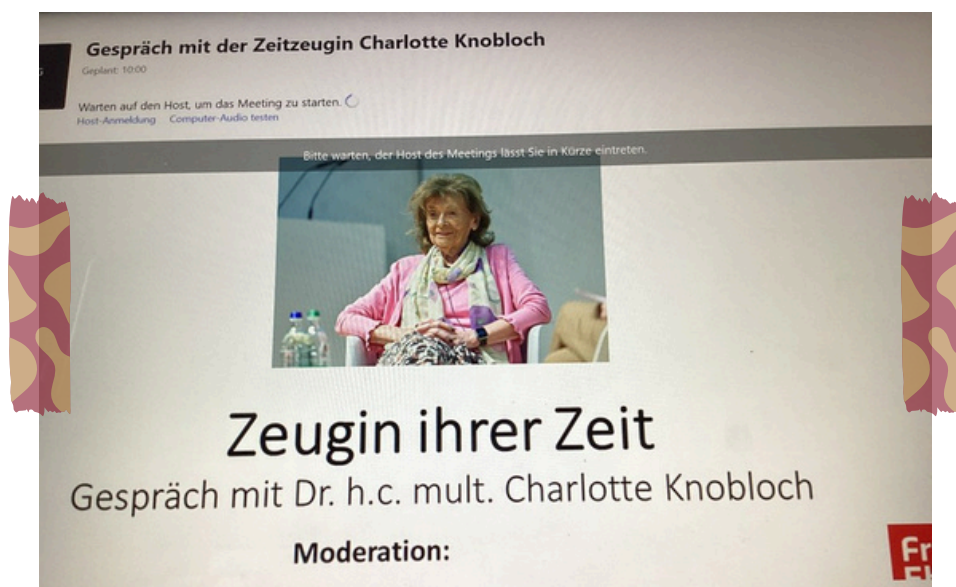 Gespräch mit der Zeitzeugin Charlotte Knobloch
Geplant: 10:00
Warten auf den Host, um das Meeting zu starten.
Host-Anmeldung Computer-Audio testen
Bitte warten, der Host des Meetings lässt Sie in Kürze eintreten.
Zeugin ihrer Zeit
Gespräch mit Dr. h.c. mult. Charlotte Knobloch
Moderation:
Fr